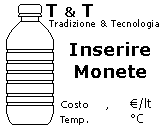 T & T
Tradizione & Tecnologia
Inserire
Monete
Costo , €/lt
Temp. °C